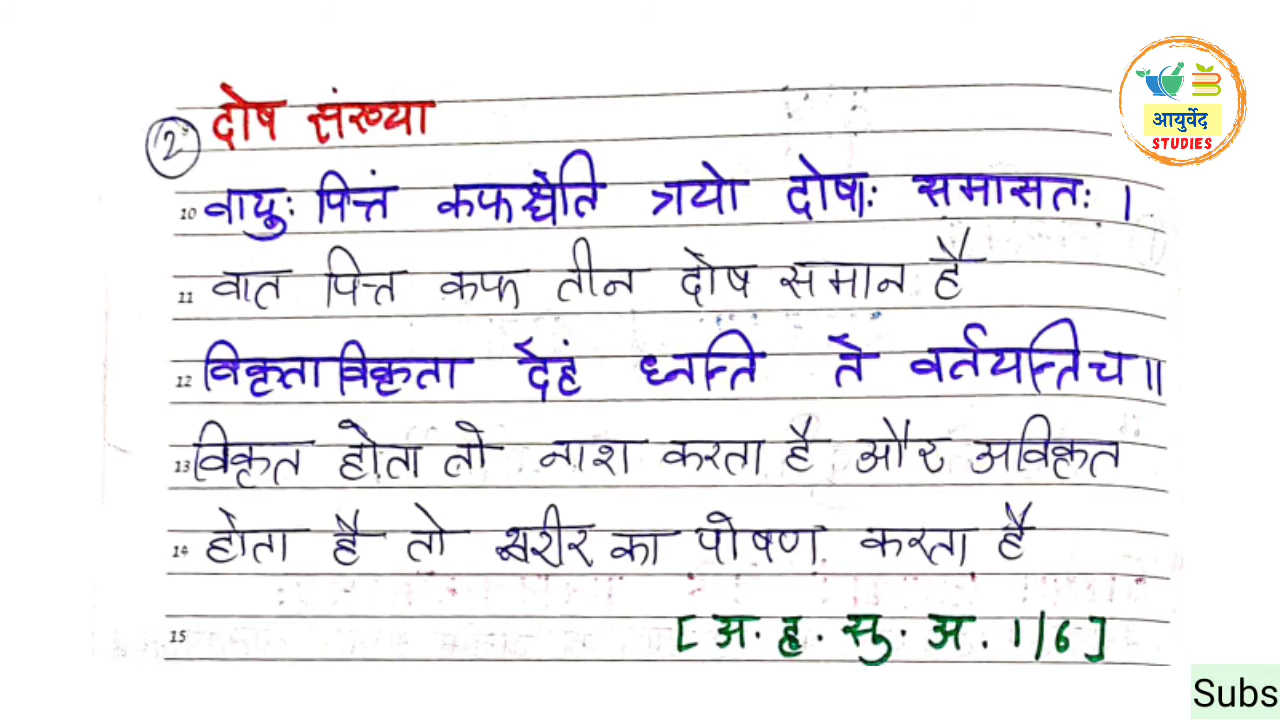 आयुर्वेद
STUDIES
② दोष संख्या
10 वायुः पित्तं कफश्चेति त्रयो दोषाः समासतः ।
11 वात पित्त कफ तीन दोष समान है
12 विकृताविकृता देहं ध्नन्ति ते वर्तयन्ति च ॥
13 विकृत होता तो नाश करता है और अविकृत
14 होता है तो शरीर का पोषण करता है
15 [अ. हृ. सु. अ. 1/6]
Subs